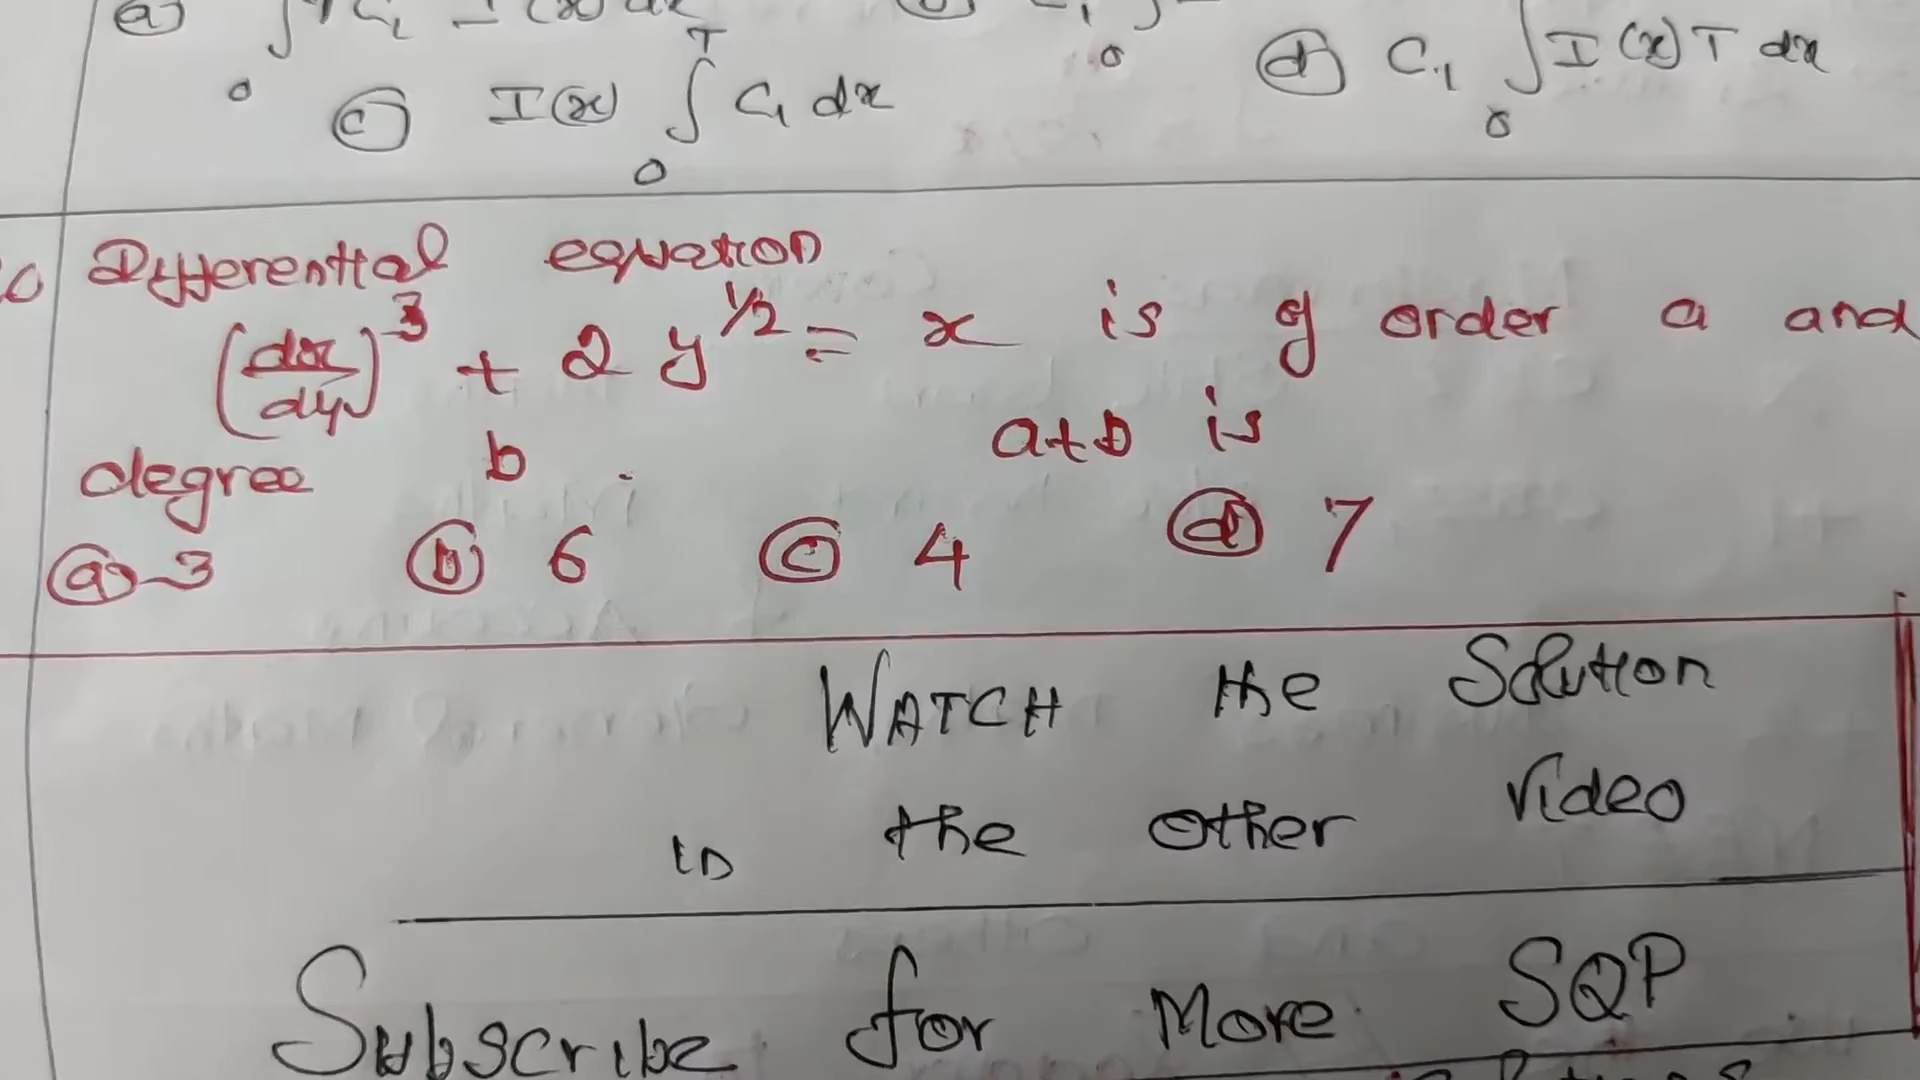 (d) C₁ ∫₀ I(x) T dx
(c) I(x) ∫₀ᵀ C₁ dx
Differential equation
(dx/dy)³ + 2 y^1/2 = x is of order a and
degree b . a+b is
(a) 3 (b) 6 (c) 4 (d) 7
WATCH the Solution
in the other Video
Subscribe for More SQP